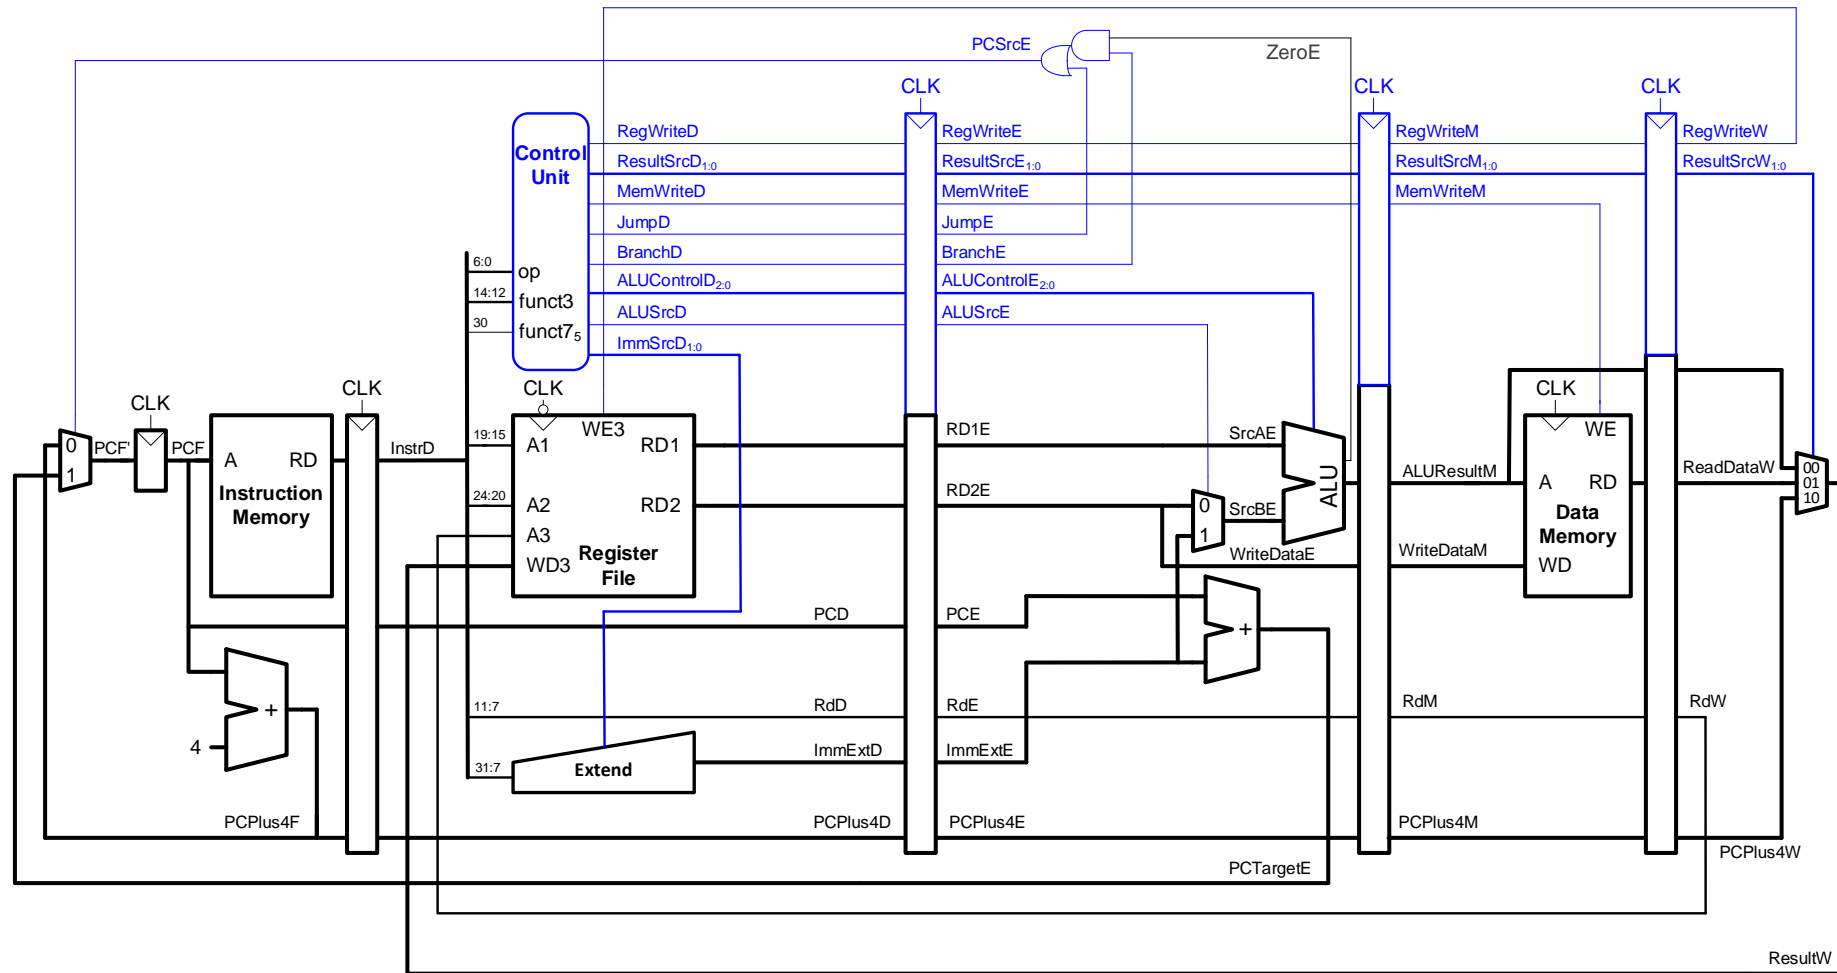 PCSrcE
ZeroE
CLK
CLK
CLK
Control
Unit
RegWriteD
RegWriteE
RegWriteM
RegWriteW
ResultSrcD1:0
ResultSrcE1:0
ResultSrcM1:0
ResultSrcW1:0
MemWriteD
MemWriteE
MemWriteM
JumpD
JumpE
BranchD
BranchE
6:0
op
ALUControlD2:0
ALUControlE2:0
14:12
funct3
ALUSrcD
ALUSrcE
30
funct75
ImmSrcD1:0
CLK
CLK
CLK
CLK
0
1
PCF'
PCF
A
RD
Instruction
Memory
InstrD
19:15
A1
WE3
RD1
RD1E
SrcAE
24:20
A2
RD2
RD2E
0
1
SrcBE
ALU
A3
WD3
Register
File
WriteDataE
ALUResultM
WriteDataM
WE
A
RD
Data
Memory
WD
ReadDataW
00
01
10
PCD
PCE
+
+
4
11:7
RdD
RdE
RdM
RdW
31:7
Extend
ImmExtD
ImmExtE
PCPlus4F
PCPlus4D
PCPlus4E
PCPlus4M
PCPlus4W
PCTargetE
ResultW